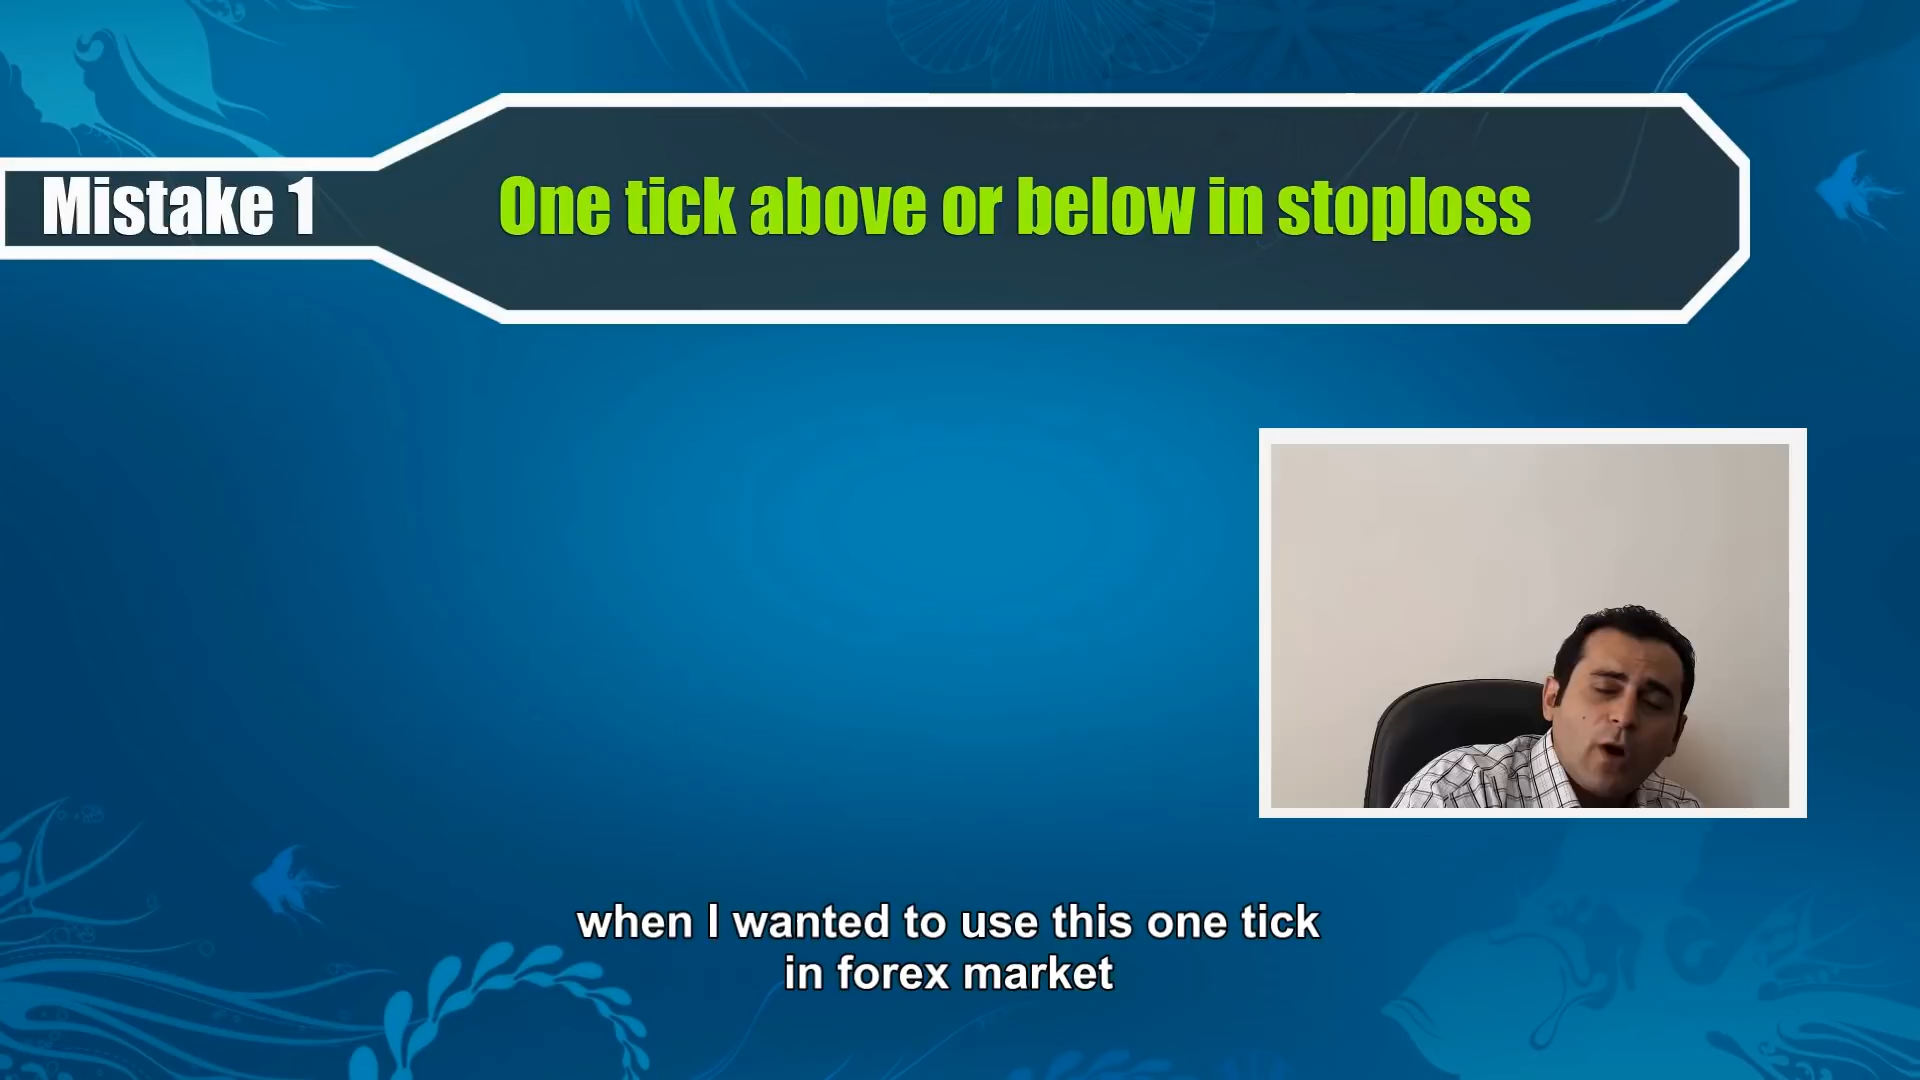 Mistake 1
One tick above or below in stoploss
when I wanted to use this one tick
in forex market